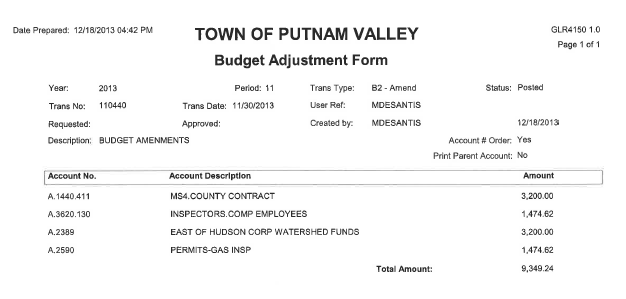 Date Prepared: 12/18/2013 04:42 PM TOWN OF PUTNAM VALLEY GLR4150 1.0
Page 1 of 1
Budget Adjustment Form
Year: 2013 Period: 11 Trans Type: B2 - Amend Status: Posted
Trans No: 110440 Trans Date: 11/30/2013 User Ref: MDESANTIS
Requested: Approved: Created by: MDESANTIS 12/18/2013
Description: BUDGET AMENMENTS Account # Order: Yes
Print Parent Account: No
Account No. Account Description Amount
A.1440.411 MS4.COUNTY CONTRACT 3,200.00
A.3620.130 INSPECTORS.COMP EMPLOYEES 1,474.62
A.2389 EAST OF HUDSON CORP WATERSHED FUNDS 3,200.00
A.2590 PERMITS-GAS INSP 1,474.62
Total Amount: 9,349.24